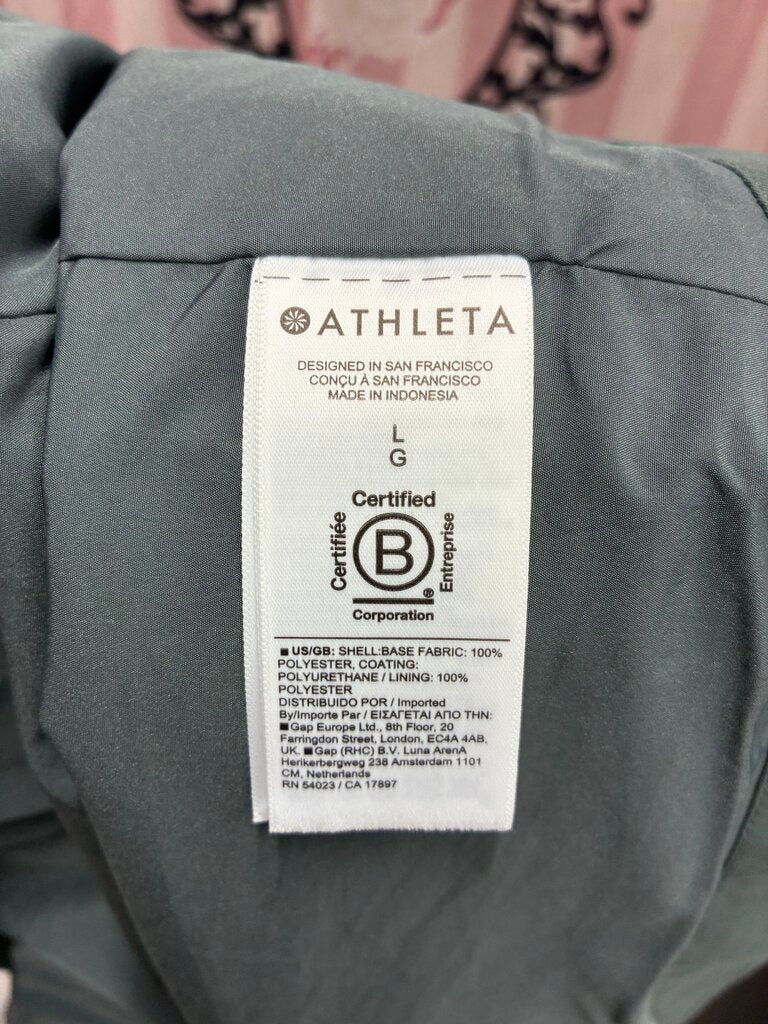 ATHLETA
DESIGNED IN SAN FRANCISCO
CONÇU À SAN FRANCISCO
MADE IN INDONESIA
L
G
Certified
Certifiée
B
Entreprise
®
Corporation
■ US/GB: SHELL:BASE FABRIC: 100%
POLYESTER, COATING:
POLYURETHANE / LINING: 100%
POLYESTER
DISTRIBUIDO POR / Imported
By/Importe Par / ΕΙΣΑΓΕΤΑΙ ΑΠΟ ΤΗΝ:
■Gap Europe Ltd., 8th Floor, 20
Farringdon Street, London, EC4A 4AB,
UK. ■Gap (RHC) B.V. Luna ArenA
Herikerbergweg 238 Amsterdam 1101
CM, Netherlands
RN 54023 / CA 17897